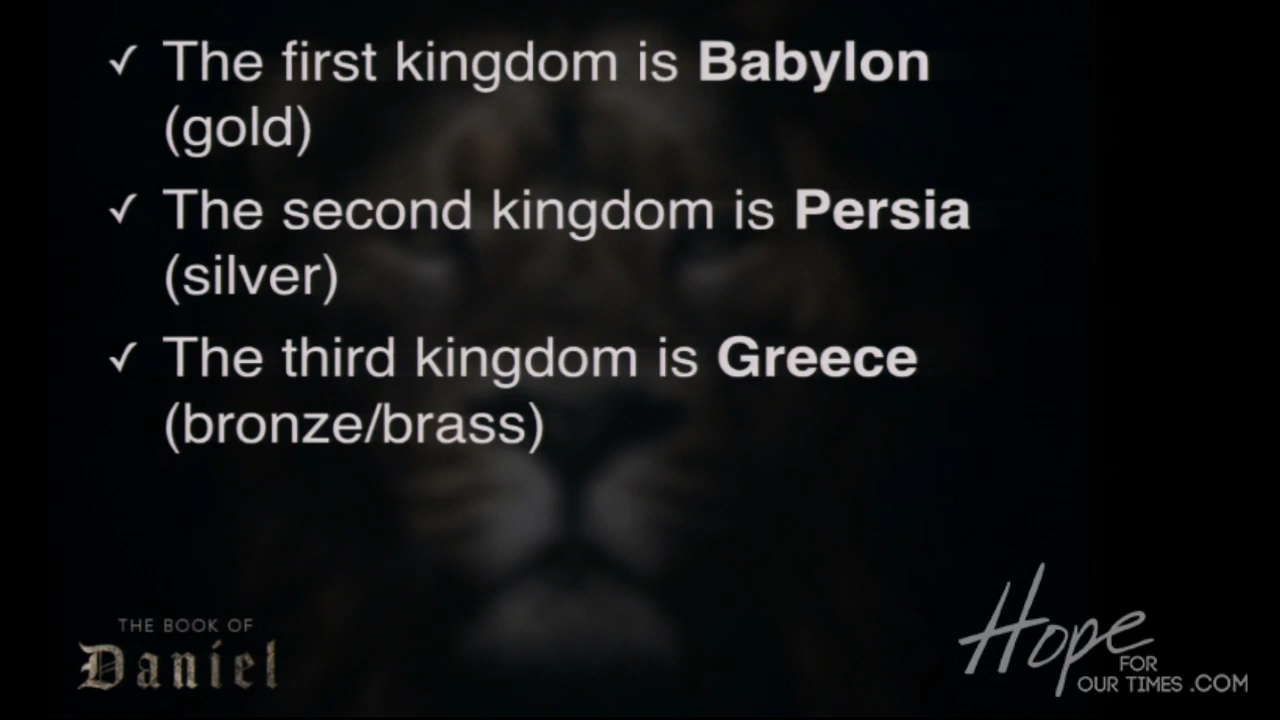 ✓ The first kingdom is Babylon
(gold)
✓ The second kingdom is Persia
(silver)
✓ The third kingdom is Greece
(bronze/brass)
THE BOOK OF
Daniel
Hope
FOR
OUR TIMES .COM